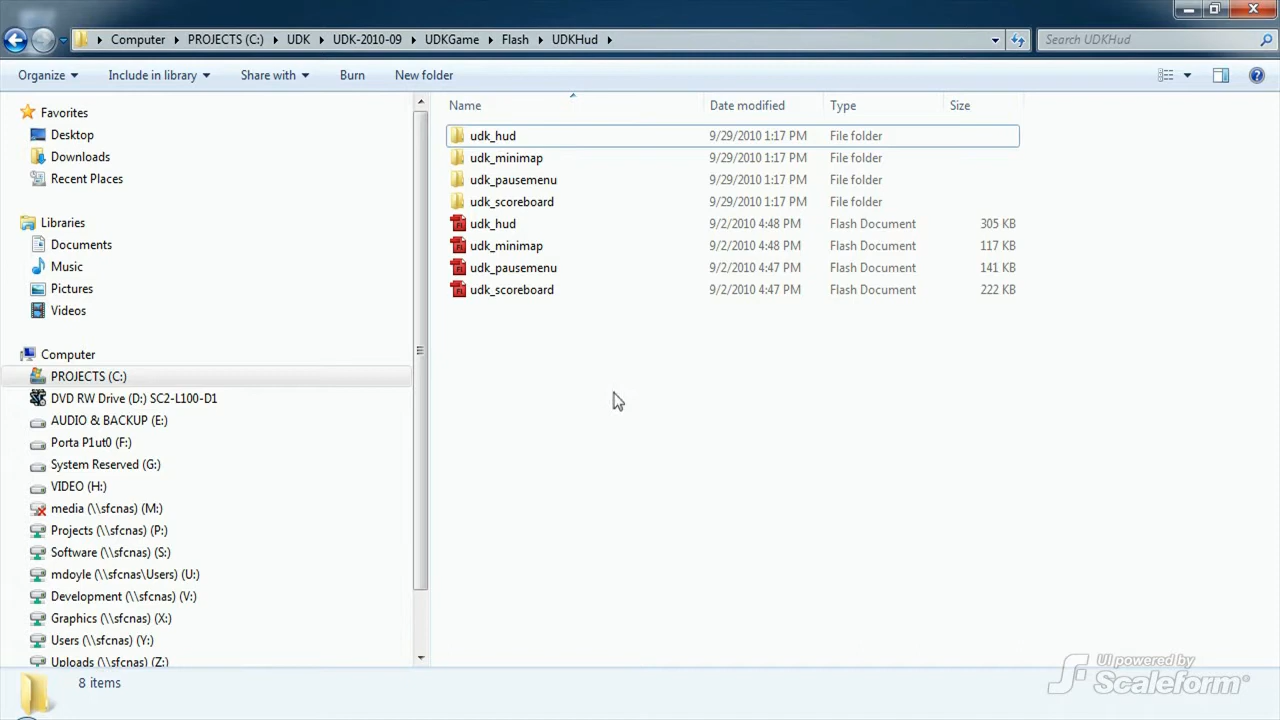 Computer PROJECTS (C:) UDK UDK-2010-09 UDKGame Flash UDKHud Search UDKHud
Organize Include in library Share with Burn New folder
Name Date modified Type Size
Favorites
Desktop
Downloads
Recent Places
Libraries
Documents
Music
Pictures
Videos
Computer
PROJECTS (C:)
DVD RW Drive (D:) SC2-L100-D1
AUDIO & BACKUP (E:)
Porta P1ut0 (F:)
System Reserved (G:)
VIDEO (H:)
media (\\sfcnas) (M:)
Projects (\\sfcnas) (P:)
Software (\\sfcnas) (S:)
mdoyle (\\sfcnas\Users) (U:)
Development (\\sfcnas) (V:)
Graphics (\\sfcnas) (X:)
Users (\\sfcnas) (Y:)
Uploads (\\sfcnas) (Z:)
udk_hud 9/29/2010 1:17 PM File folder
udk_minimap 9/29/2010 1:17 PM File folder
udk_pausemenu 9/29/2010 1:17 PM File folder
udk_scoreboard 9/29/2010 1:17 PM File folder
udk_hud 9/2/2010 4:48 PM Flash Document 305 KB
udk_minimap 9/2/2010 4:48 PM Flash Document 117 KB
udk_pausemenu 9/2/2010 4:47 PM Flash Document 141 KB
udk_scoreboard 9/2/2010 4:47 PM Flash Document 222 KB
8 items
UI powered by
Scaleform